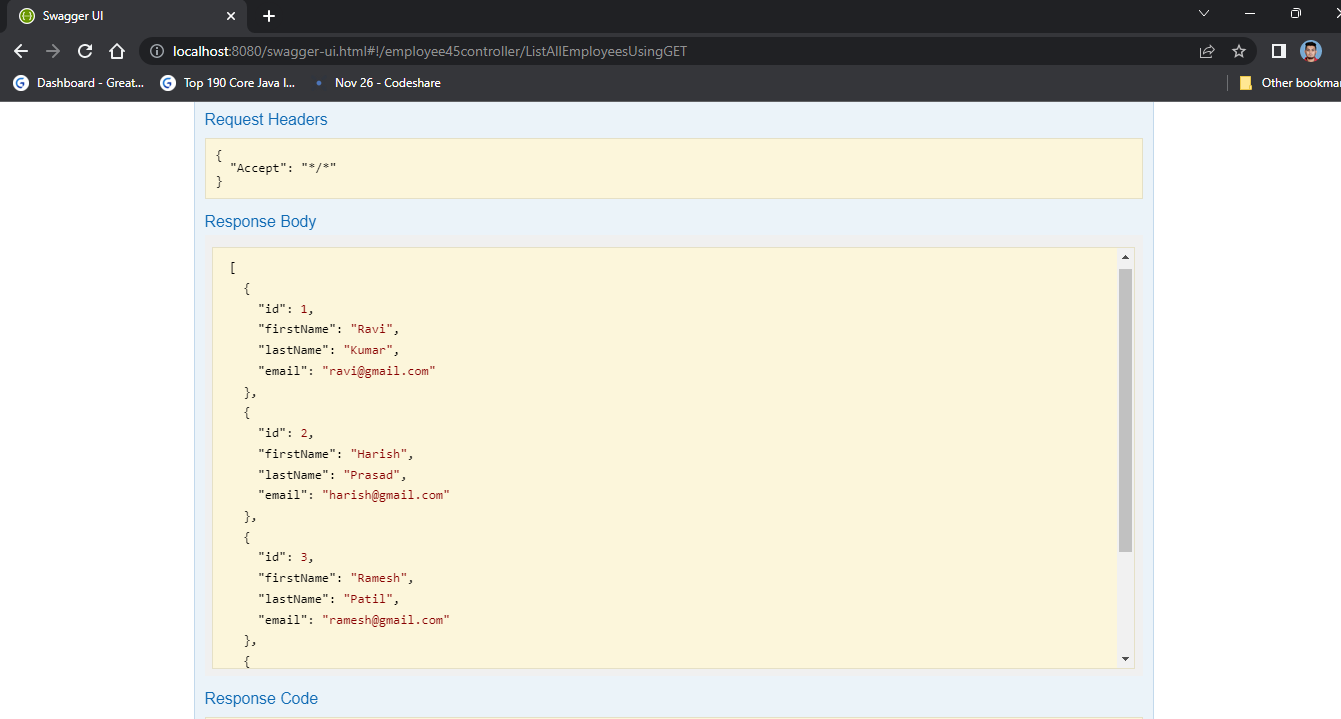 Swagger UI
localhost:8080/swagger-ui.html#!/employee45controller/ListAllEmployeesUsingGET
Dashboard - Great... Top 190 Core Java I... Nov 26 - Codeshare Other bookmar
Request Headers
{
"Accept": "*/*"
}
Response Body
[
{
"id": 1,
"firstName": "Ravi",
"lastName": "Kumar",
"email": "ravi@gmail.com"
},
{
"id": 2,
"firstName": "Harish",
"lastName": "Prasad",
"email": "harish@gmail.com"
},
{
"id": 3,
"firstName": "Ramesh",
"lastName": "Patil",
"email": "ramesh@gmail.com"
},
{
Response Code